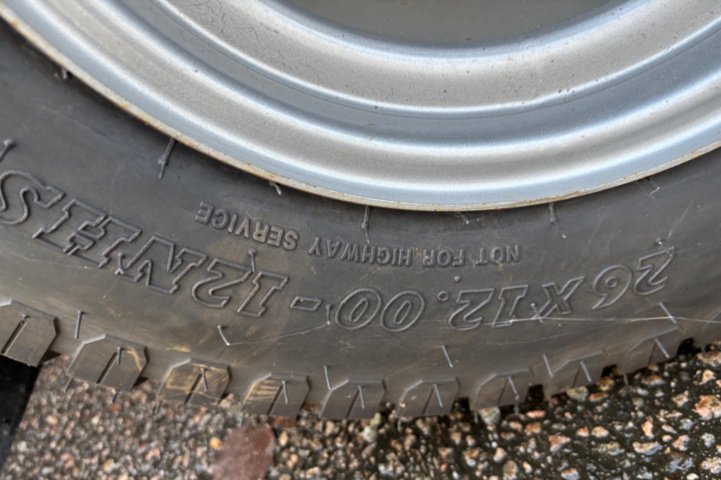 26X12.00-12NHS
NOT FOR HIGHWAY SERVICE